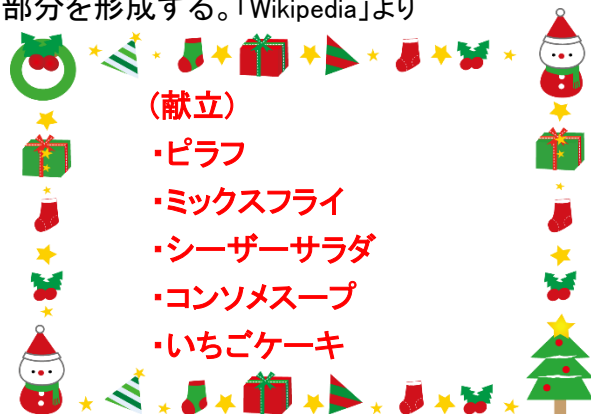 部分を形成する。「Wikipedia」より
(献立)
・ピラフ
・ミックスフライ
・シーザーサラダ
・コンソメスープ
・いちごケーキ